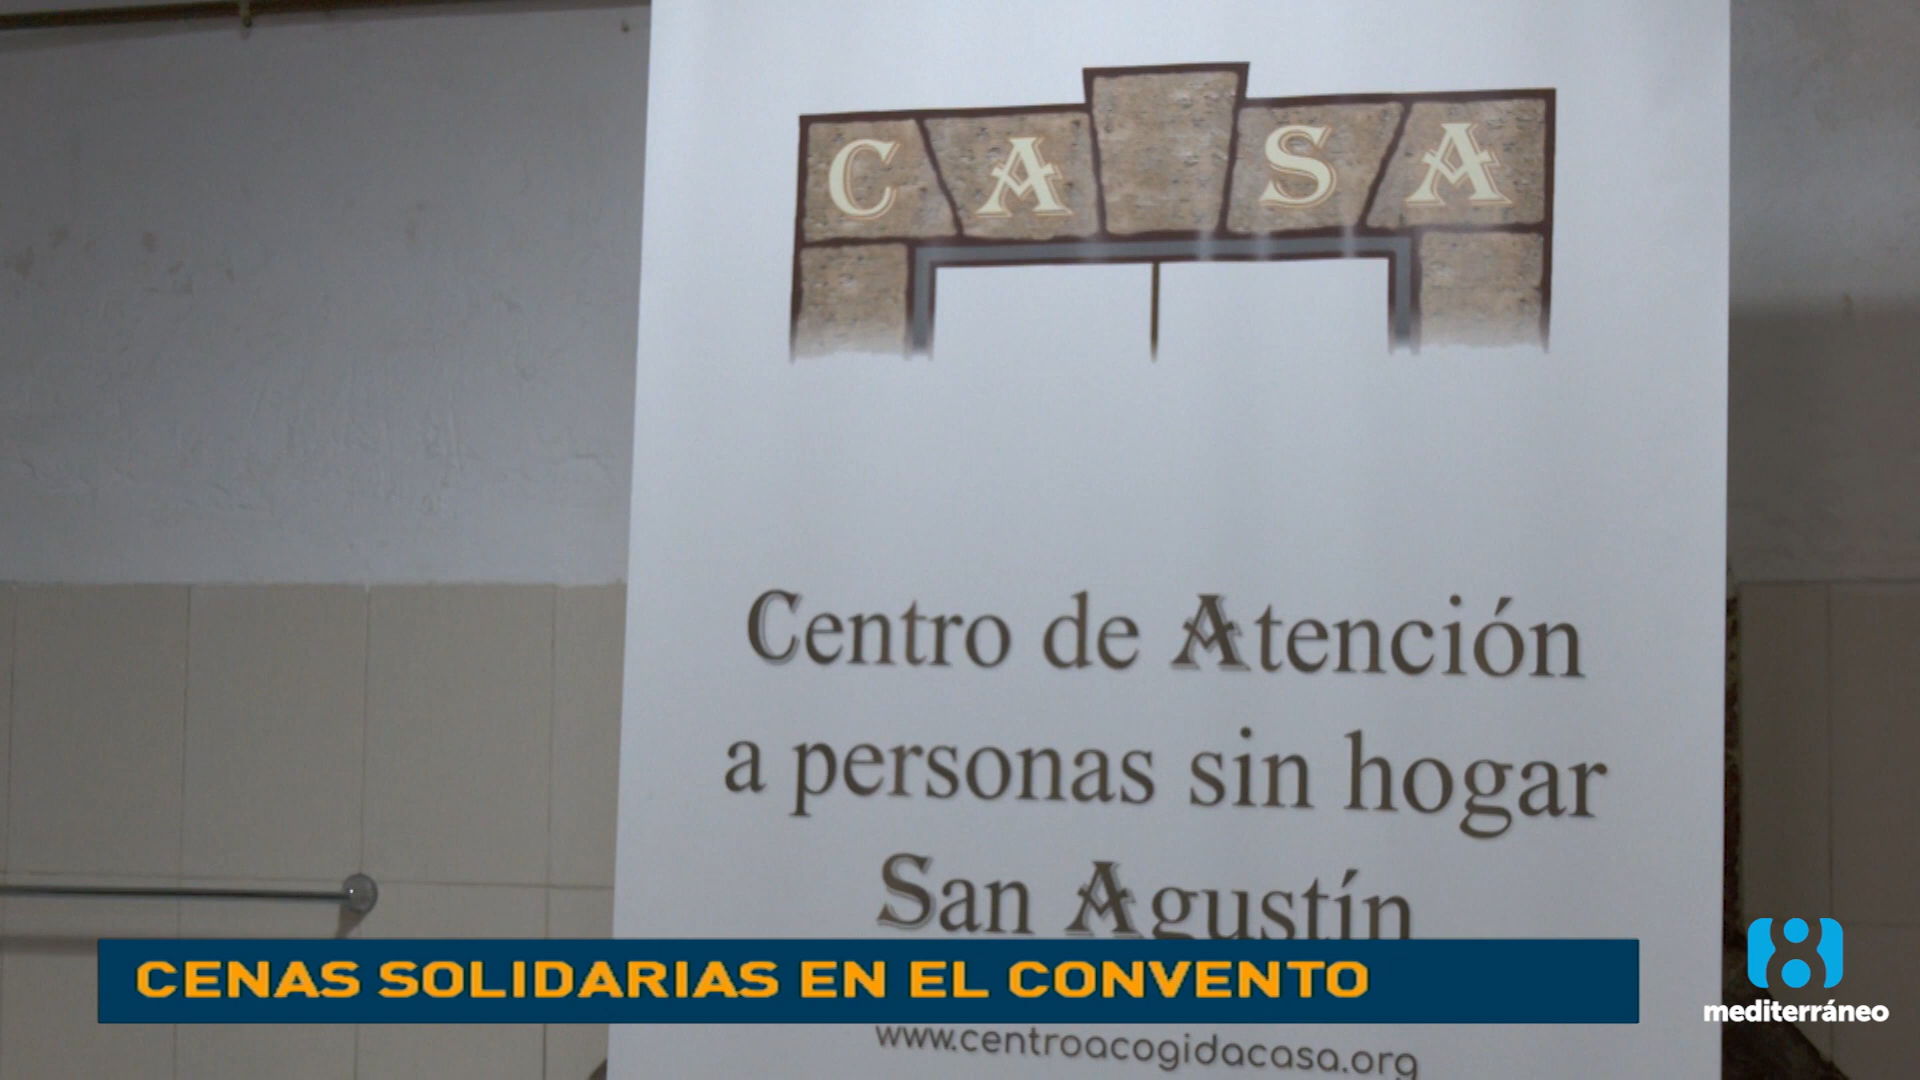 CASA
Centro de Atención
a personas sin hogar
San Agustín
CENAS SOLIDARIAS EN EL CONVENTO
www.centroacogidacasa.org
8
mediterráneo